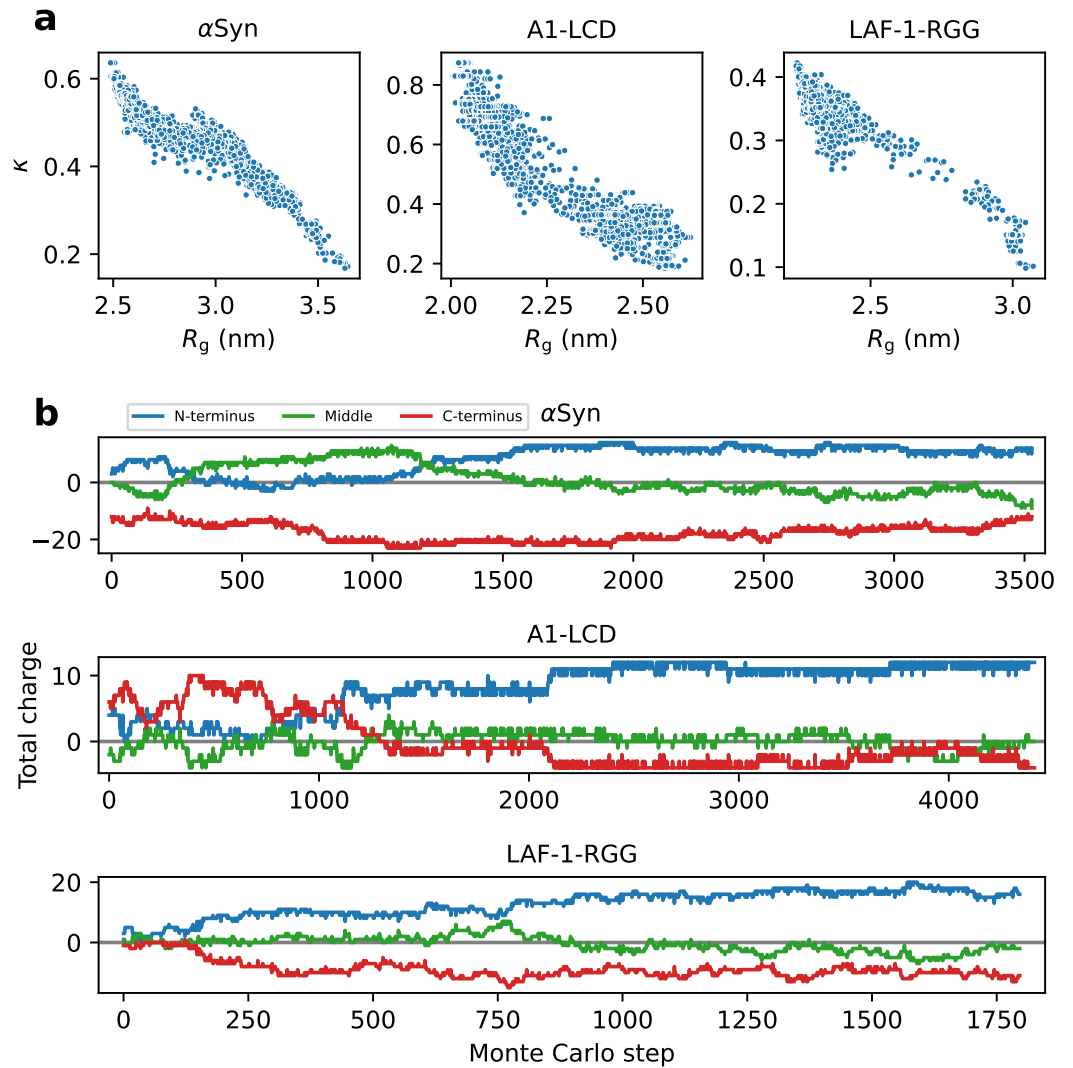 a
αSyn
A1-LCD
LAF-1-RGG
κ
0.6
0.4
0.2
2.5 3.0 3.5
Rg (nm)
0.8
0.6
0.4
0.2
2.00 2.25 2.50
Rg (nm)
0.4
0.3
0.2
0.1
2.5 3.0
Rg (nm)
b
N-terminus Middle C-terminus
αSyn
0
−20
0 500 1000 1500 2000 2500 3000 3500
A1-LCD
Total charge
10
0
0 1000 2000 3000 4000
LAF-1-RGG
20
0
0 250 500 750 1000 1250 1500 1750
Monte Carlo step